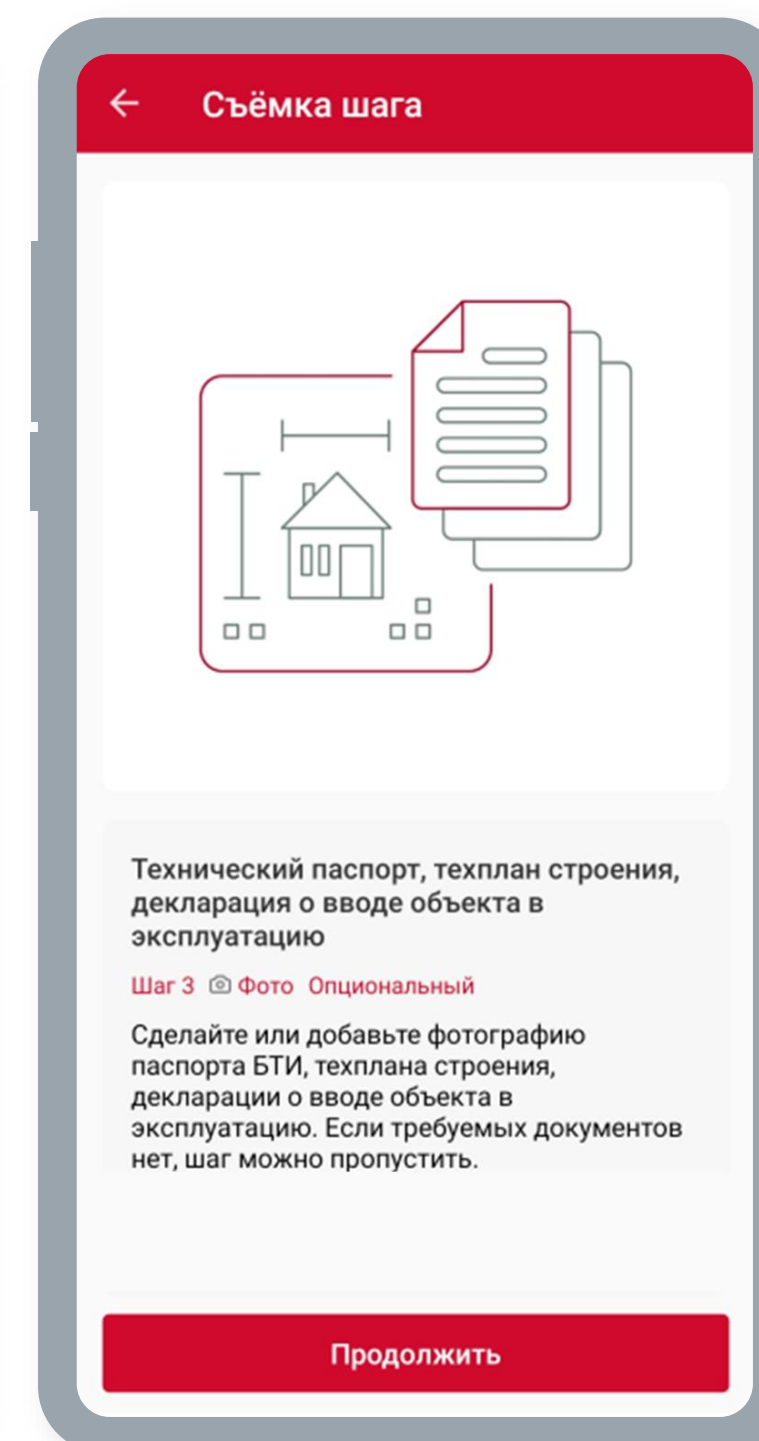 Съёмка шага
Технический паспорт, техплан строения,
декларация о вводе объекта в
эксплуатацию
Шаг 3 Фото Опциональный
Сделайте или добавьте фотографию
паспорта БТИ, техплана строения,
декларации о вводе объекта в
эксплуатацию. Если требуемых документов
нет, шаг можно пропустить.
Продолжить